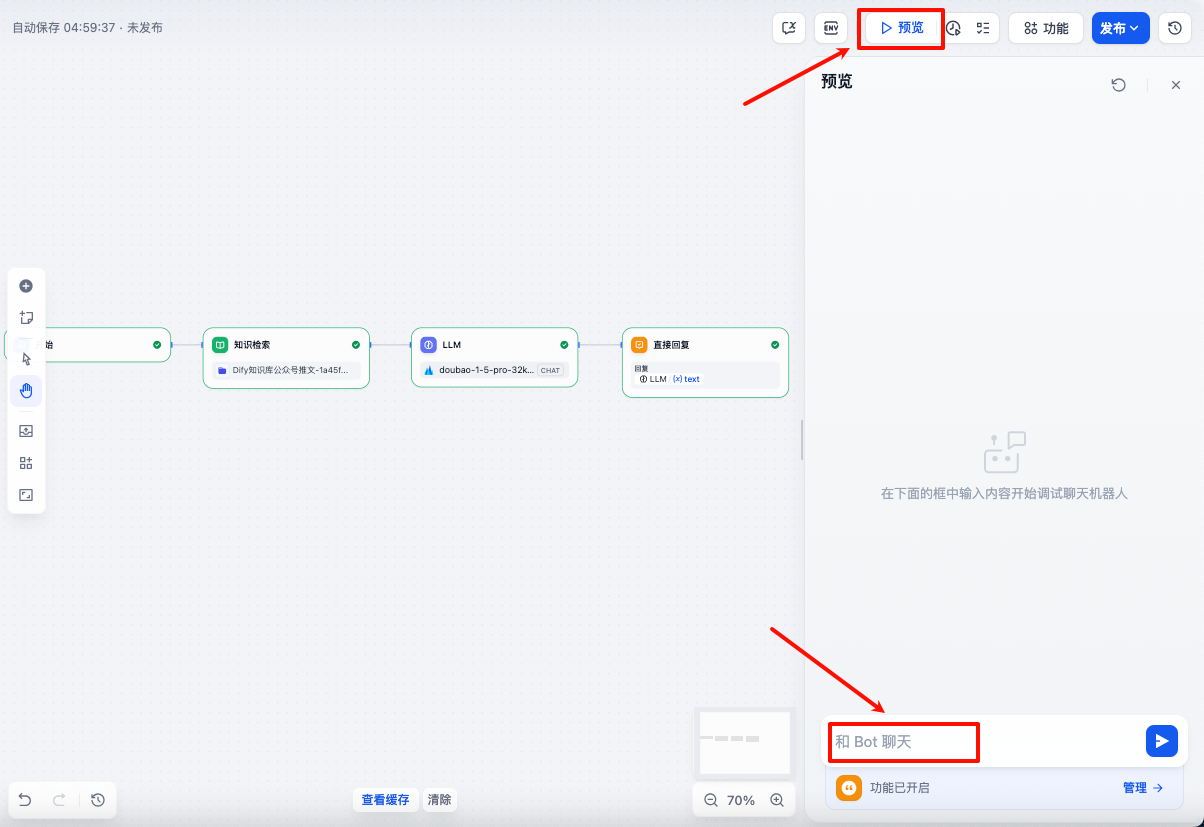 自动保存 04:59:37 · 未发布
ENV
预览
功能
发布
预览
始
知识检索
Dify知识库公众号推文-1a45f...
LLM
doubao-1-5-pro-32k... CHAT
直接回复
回复
LLM / {x} text
在下面的框中输入内容开始调试聊天机器人
和 Bot 聊天
功能已开启
管理
查看缓存
清除
70%